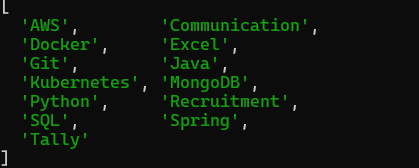 [
  'AWS',        'Communication',
  'Docker',     'Excel',
  'Git',        'Java',
  'Kubernetes', 'MongoDB',
  'Python',     'Recruitment',
  'SQL',        'Spring',
  'Tally'
]